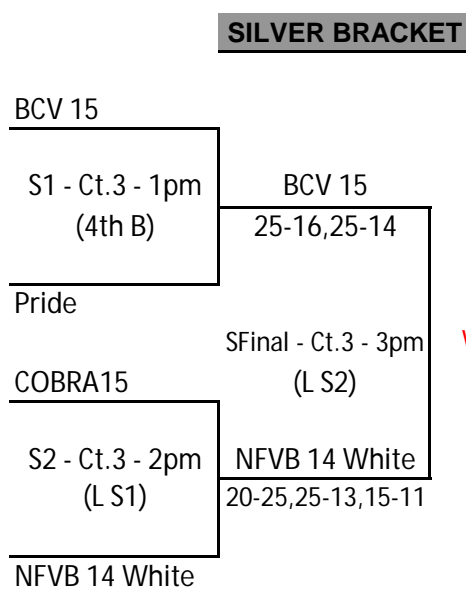 SILVER BRACKET
BCV 15
S1 - Ct.3 - 1pm
(4th B)
BCV 15
25-16,25-14
Pride
SFinal - Ct.3 - 3pm
(L S2)
COBRA15
S2 - Ct.3 - 2pm
(L S1)
NFVB 14 White
20-25,25-13,15-11
NFVB 14 White